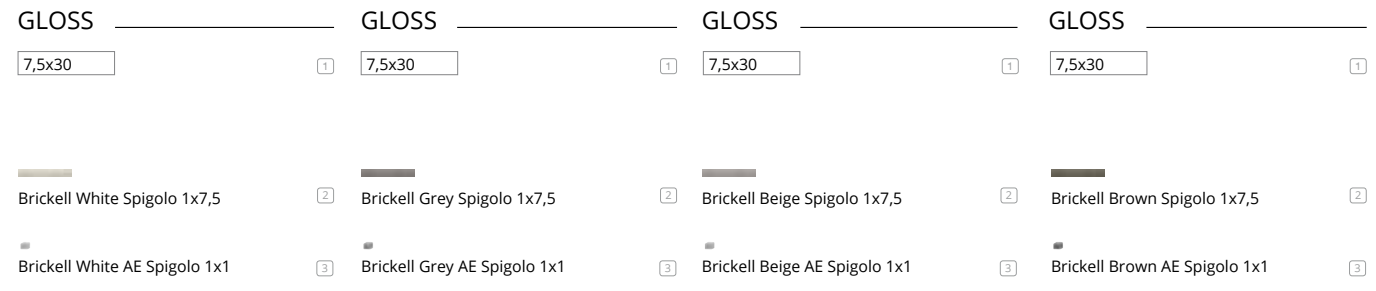 GLOSS
7,5x30
1
Brickell White Spigolo 1x7,5
2
Brickell White AE Spigolo 1x1
3
GLOSS
7,5x30
1
Brickell Grey Spigolo 1x7,5
2
Brickell Grey AE Spigolo 1x1
3
GLOSS
7,5x30
1
Brickell Beige Spigolo 1x7,5
2
Brickell Beige AE Spigolo 1x1
3
GLOSS
7,5x30
1
Brickell Brown Spigolo 1x7,5
2
Brickell Brown AE Spigolo 1x1
3